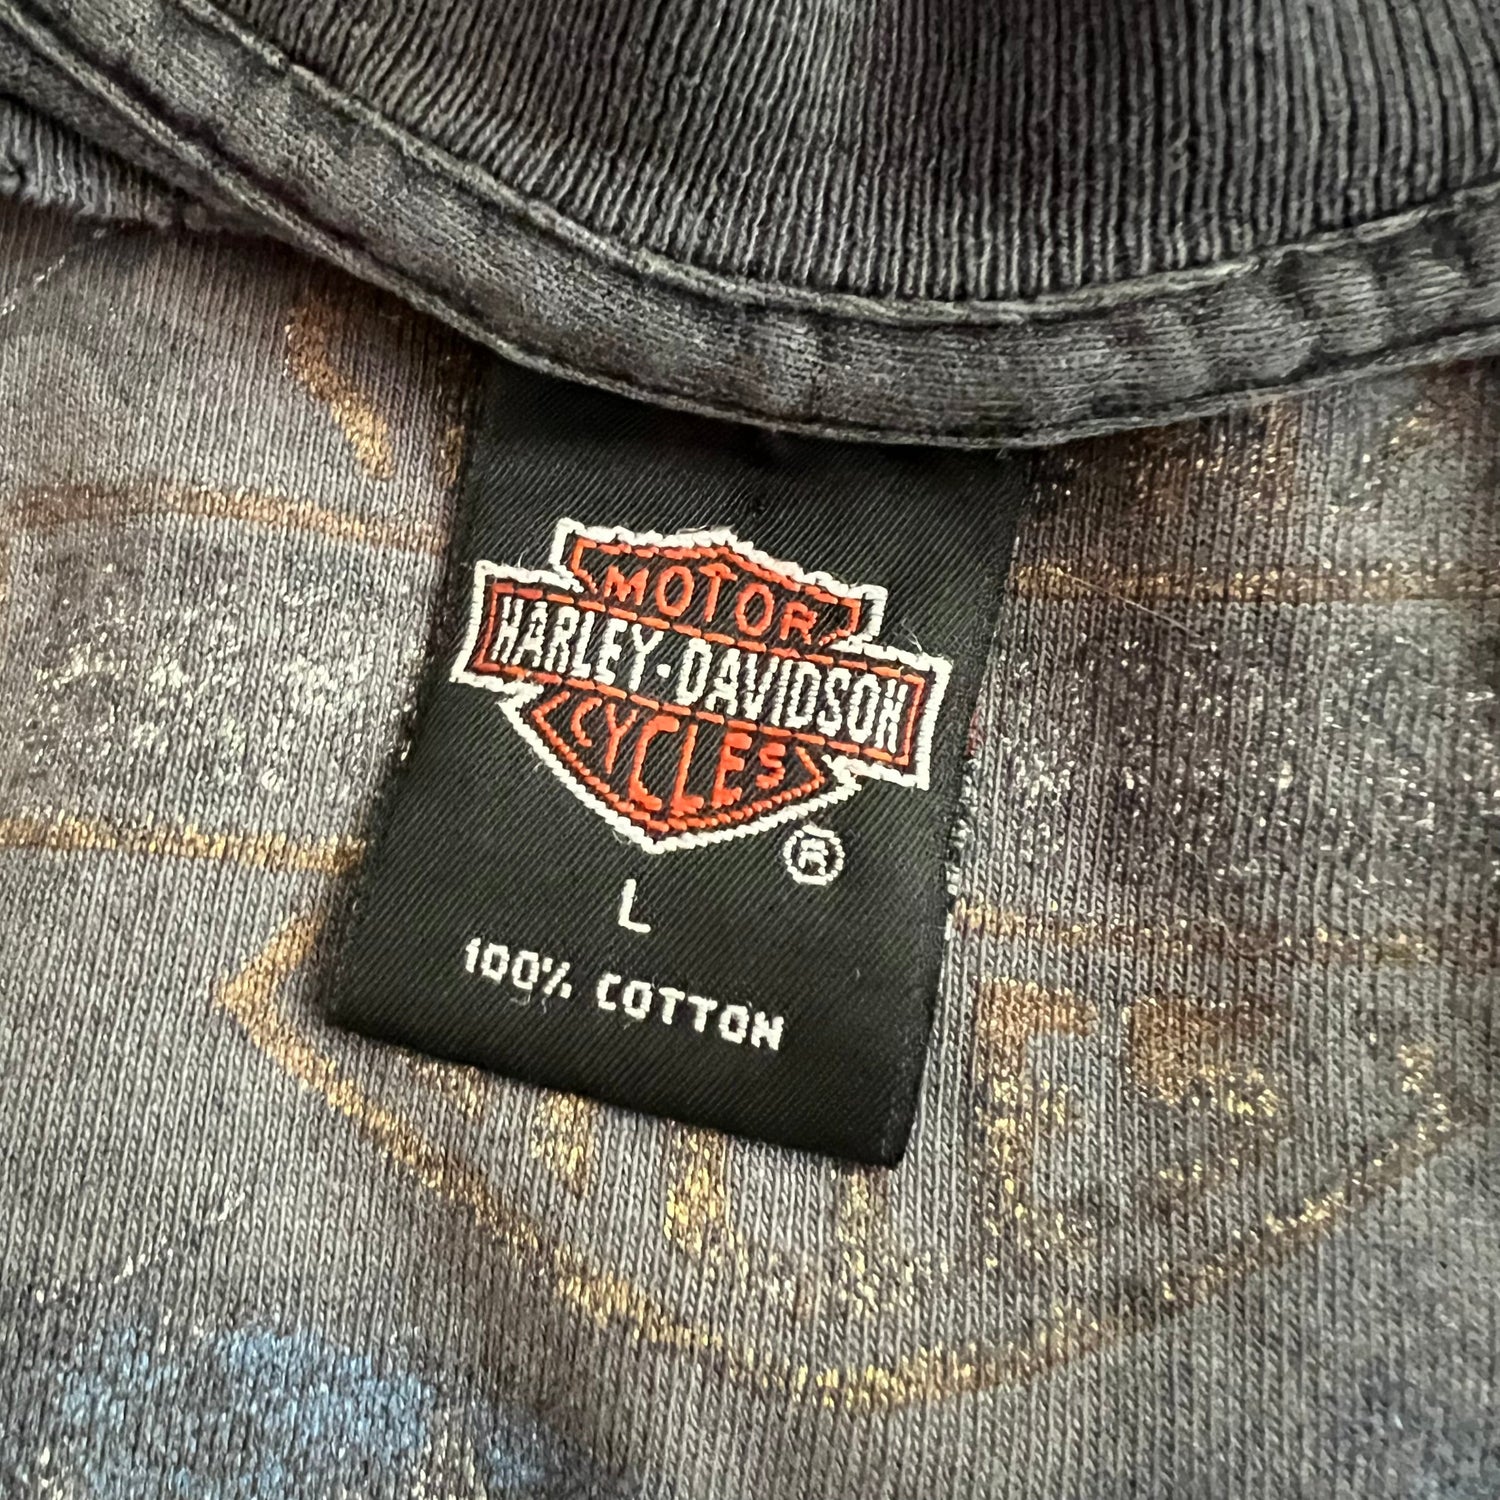 MOTOR
HARLEY-DAVIDSON
CYCLES
®
L
100% COTTON